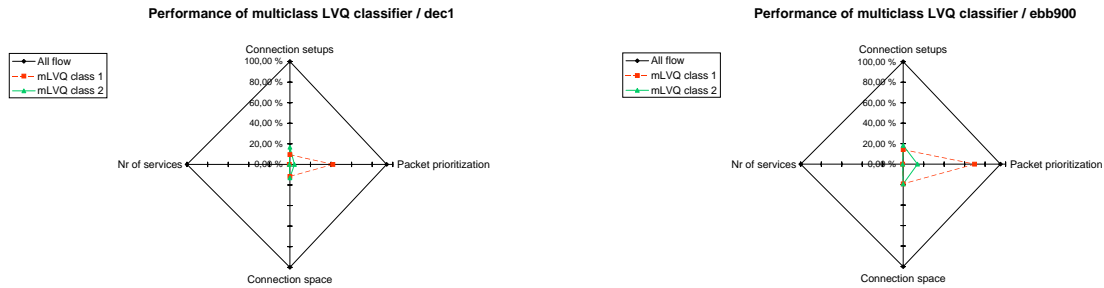 Performance of multiclass LVQ classifier / dec1
All flow
mLVQ class 1
mLVQ class 2
Connection setups
100,00 %
80,00 %
60,00 %
40,00 %
20,00 %
0,00 %
Nr of services
Packet prioritization
Connection space
Performance of multiclass LVQ classifier / ebb900
All flow
mLVQ class 1
mLVQ class 2
Connection setups
100,00 %
80,00 %
60,00 %
40,00 %
20,00 %
0,00 %
Nr of services
Packet prioritization
Connection space